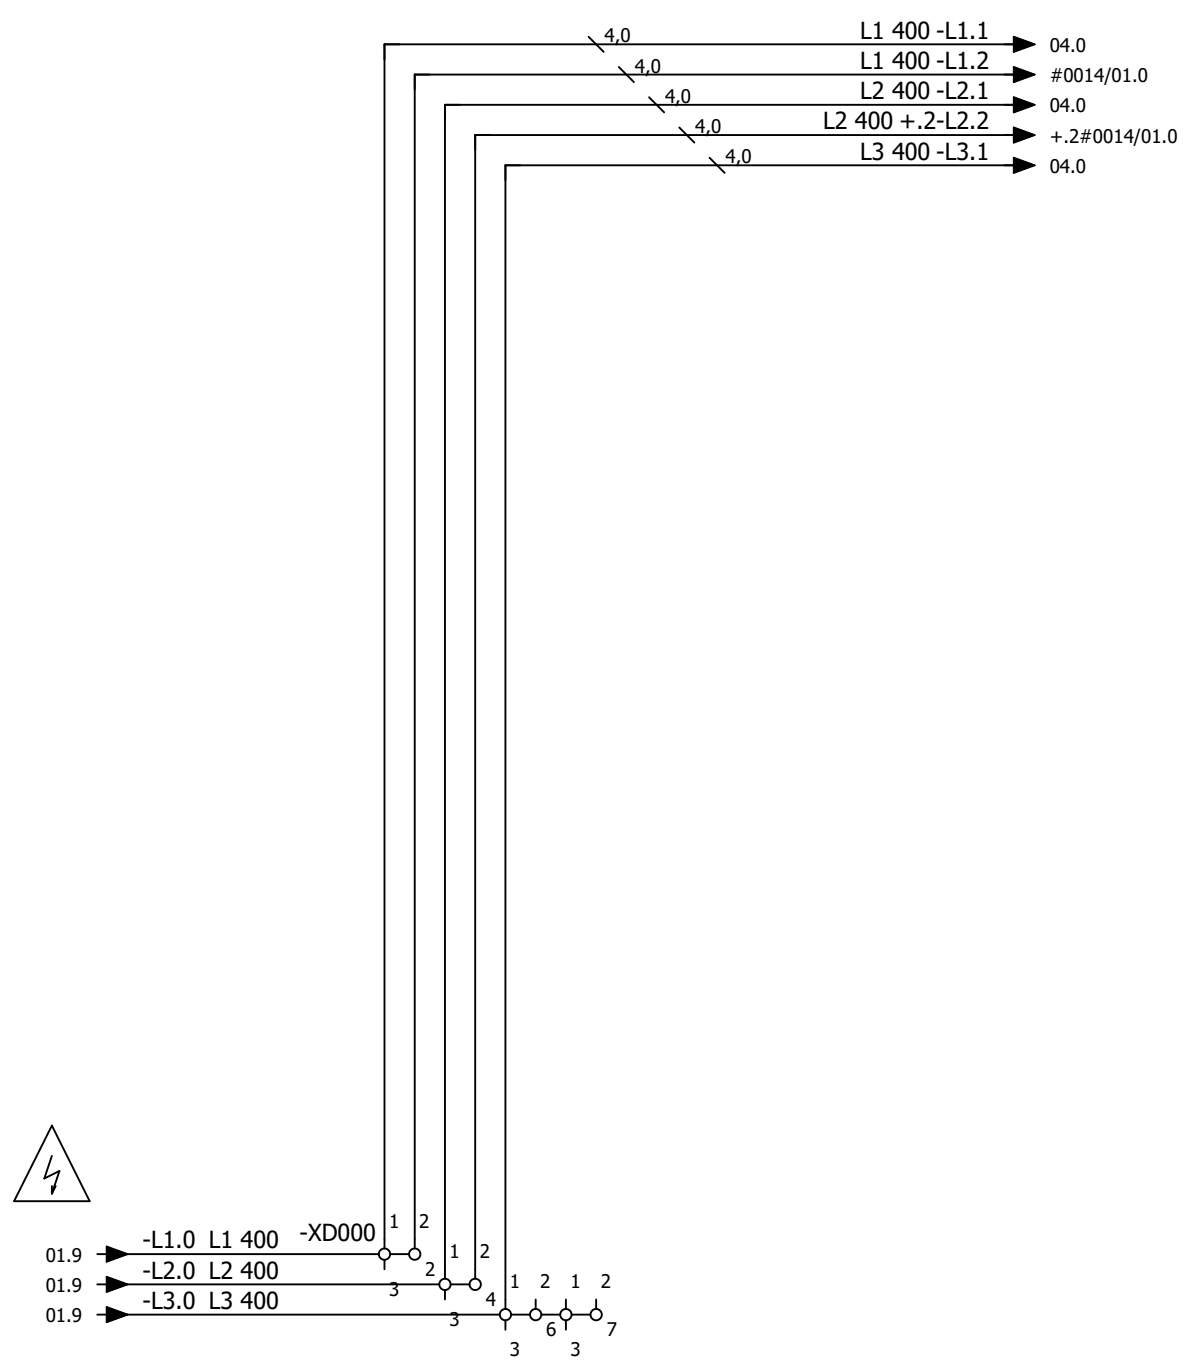 4,0 L1 400 -L1.1 04.0
4,0 L1 400 -L1.2 #0014/01.0
4,0 L2 400 -L2.1 04.0
4,0 L2 400 +.2-L2.2 +.2#0014/01.0
4,0 L3 400 -L3.1 04.0
1 2
01.9 -L1.0 L1 400 -XD000
1 2
2
3
01.9 -L2.0 L2 400
1 2 1 2
4
3
01.9 -L3.0 L3 400
6 7
3 3